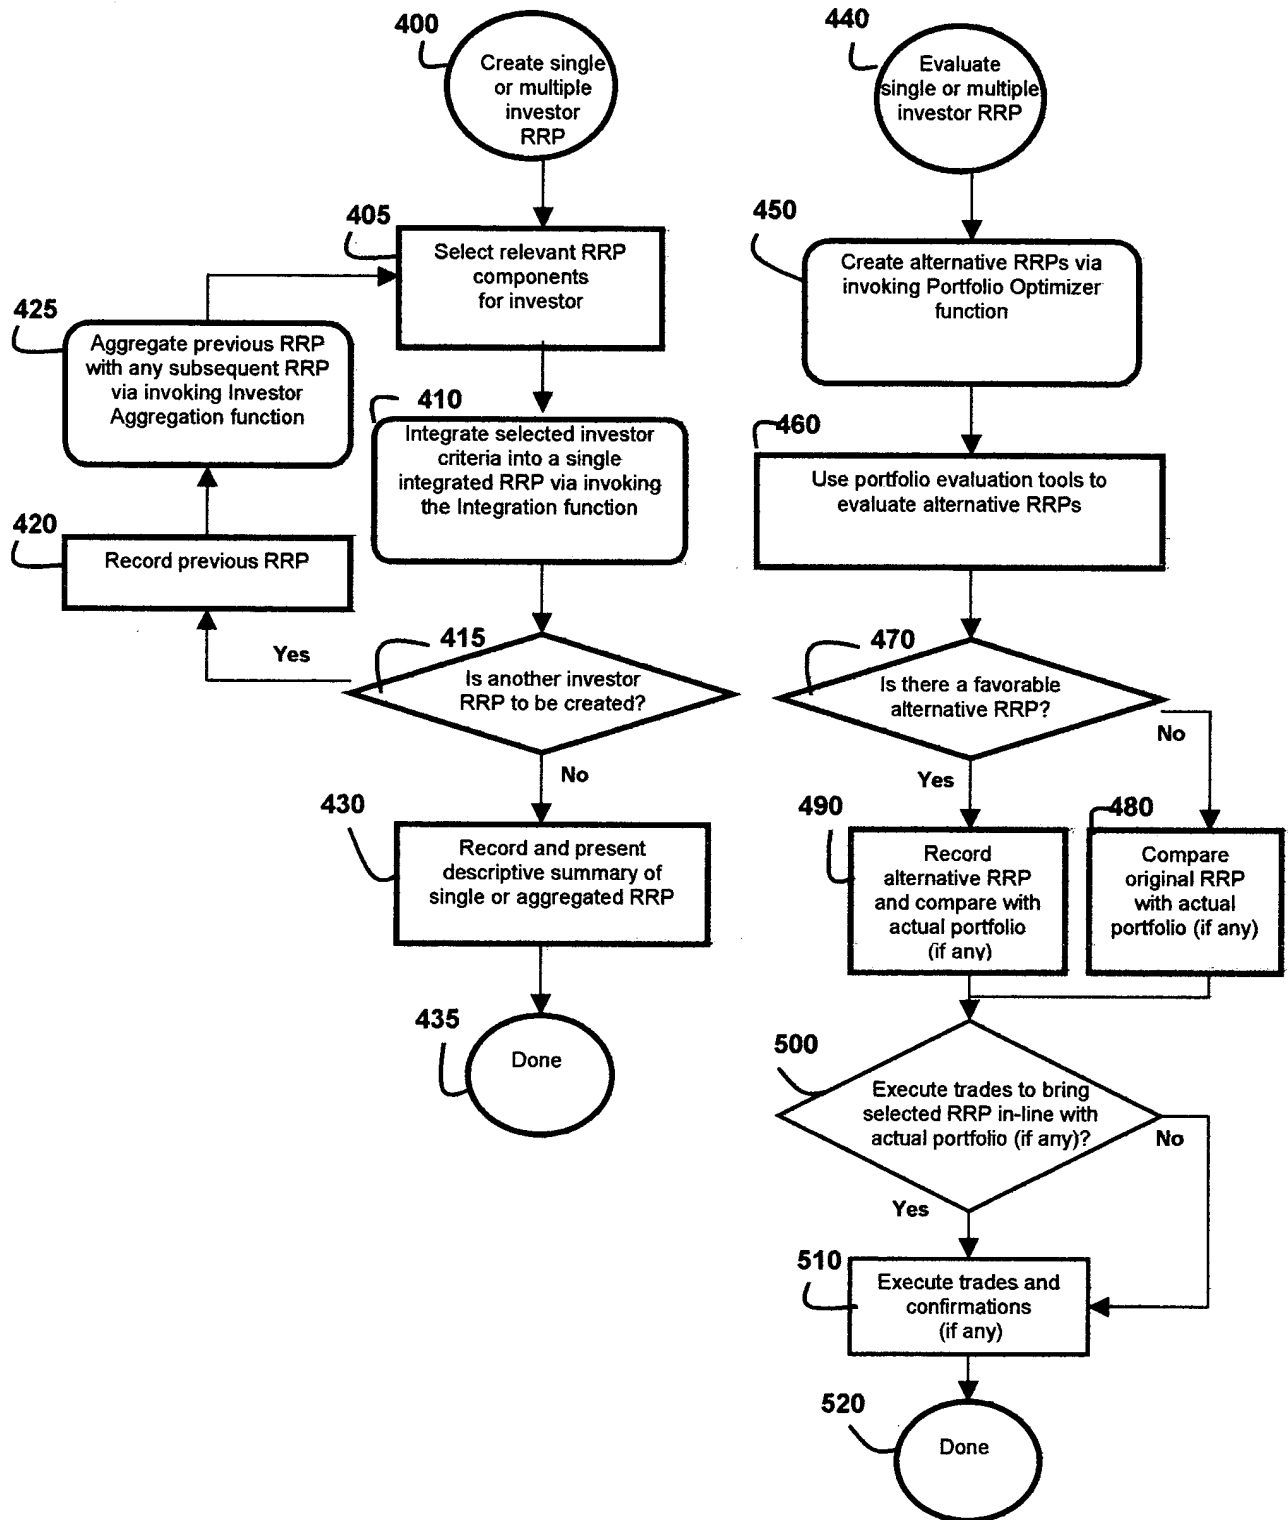 400
Create single
or multiple
investor
RRP
405
Select relevant RRP
components
for investor
425
Aggregate previous RRP
with any subsequent RRP
via invoking Investor
Aggregation function
410
Integrate selected investor
criteria into a single
integrated RRP via invoking
the Integration function
420
Record previous RRP
Yes
415
Is another investor
RRP to be created?
No
430
Record and present
descriptive summary of
single or aggregated RRP
435
Done
440
Evaluate
single or multiple
investor RRP
450
Create alternative RRPs via
invoking Portfolio Optimizer
function
460
Use portfolio evaluation tools to
evaluate alternative RRPs
470
Is there a favorable
alternative RRP?
No
Yes
490
Record
alternative RRP
and compare with
actual portfolio
(if any)
480
Compare
original RRP
with actual
portfolio (if any)
500
Execute trades to bring
selected RRP in-line with
actual portfolio (if any)?
No
Yes
510
Execute trades and
confirmations
(if any)
520
Done